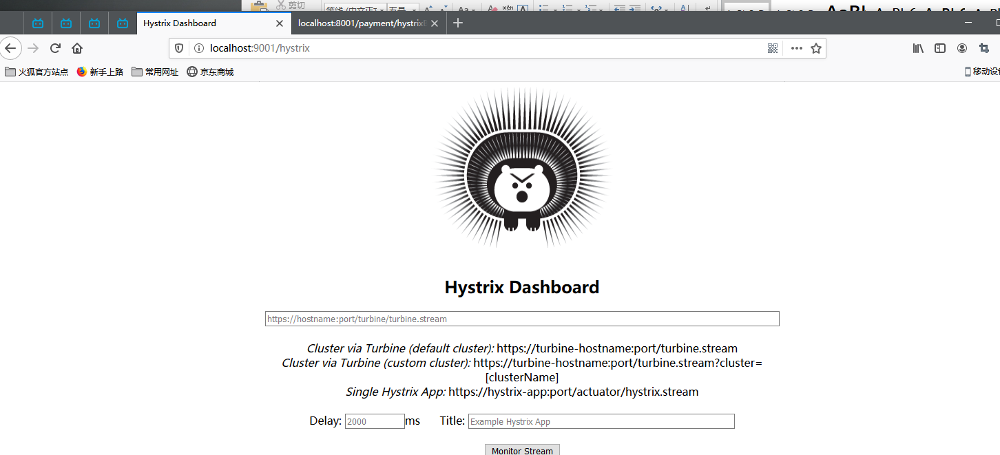 剪切
wén A
Hystrix Dashboard
localhost:8001/payment/hystrix
localhost:9001/hystrix
火狐官方站点 新手上路 常用网址 京东商城 移动设
Hystrix Dashboard
https://hostname:port/turbine/turbine.stream
Cluster via Turbine (default cluster): https://turbine-hostname:port/turbine.stream
Cluster via Turbine (custom cluster): https://turbine-hostname:port/turbine.stream?cluster=
[clusterName]
Single Hystrix App: https://hystrix-app:port/actuator/hystrix.stream
Delay: 2000 ms Title: Example Hystrix App
Monitor Stream